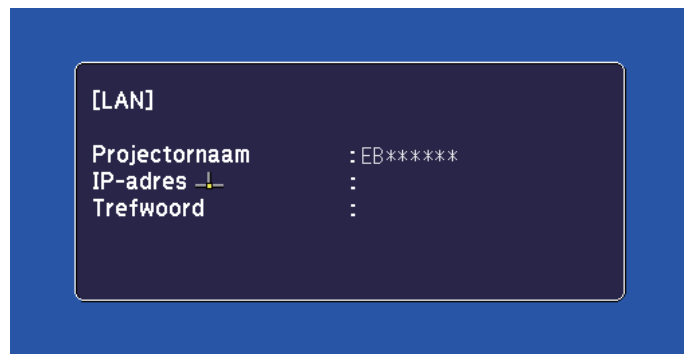 [LAN]
Projectornaam : EB******
IP-adres :
Trefwoord :